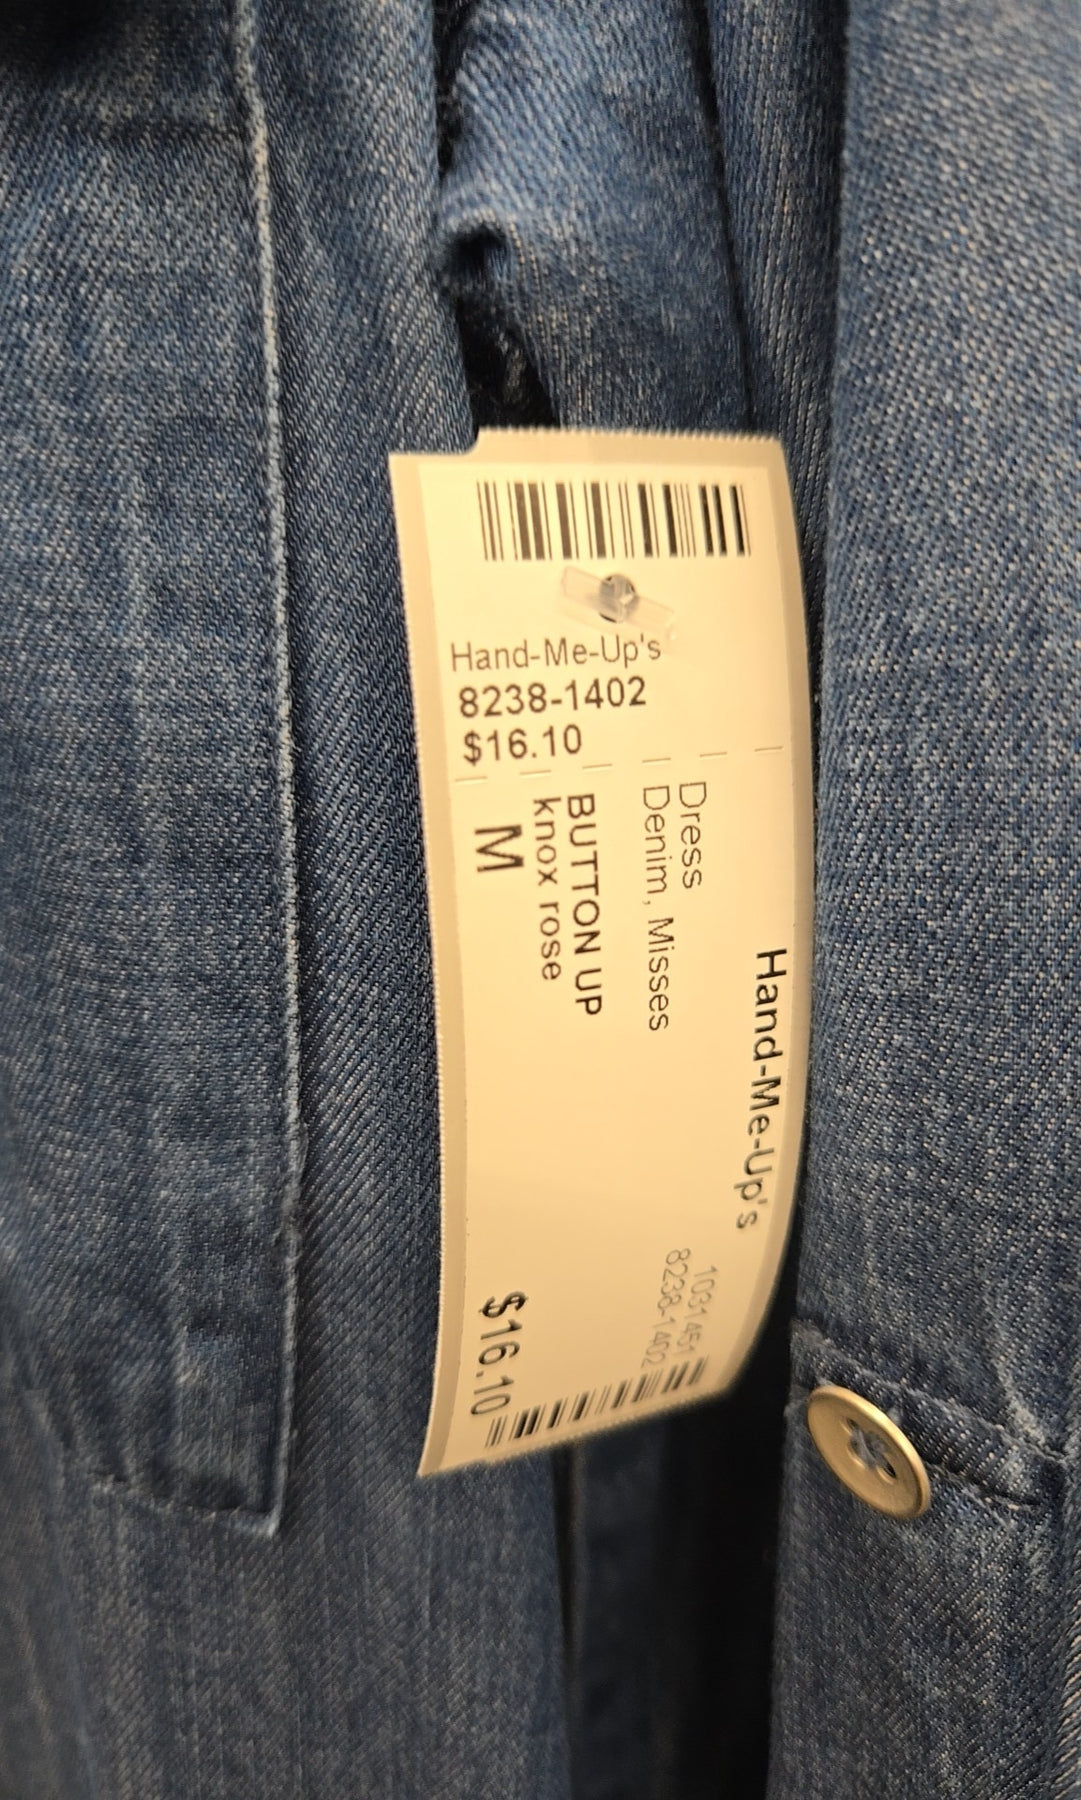 Hand-Me-Up's
8238-1402
$16.10
Hand-Me-Up's
Dress
Denim, Misses
BUTTON UP
knox rose
M
1031451
8238-1402
$16.10